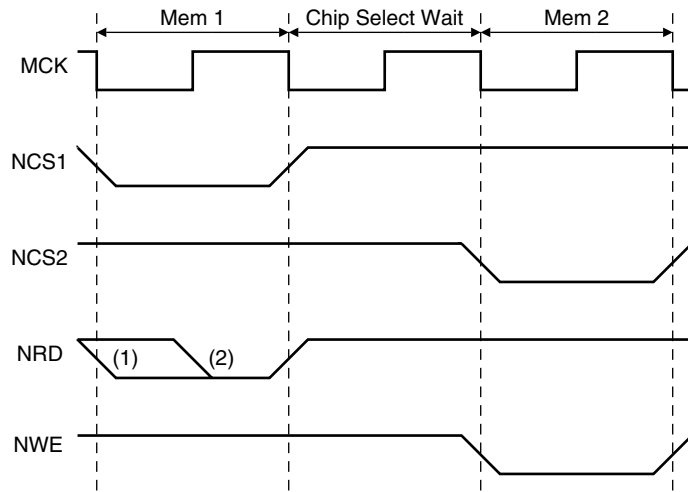 Mem 1 Chip Select Wait Mem 2
MCK
NCS1
NCS2
NRD (1) (2)
NWE